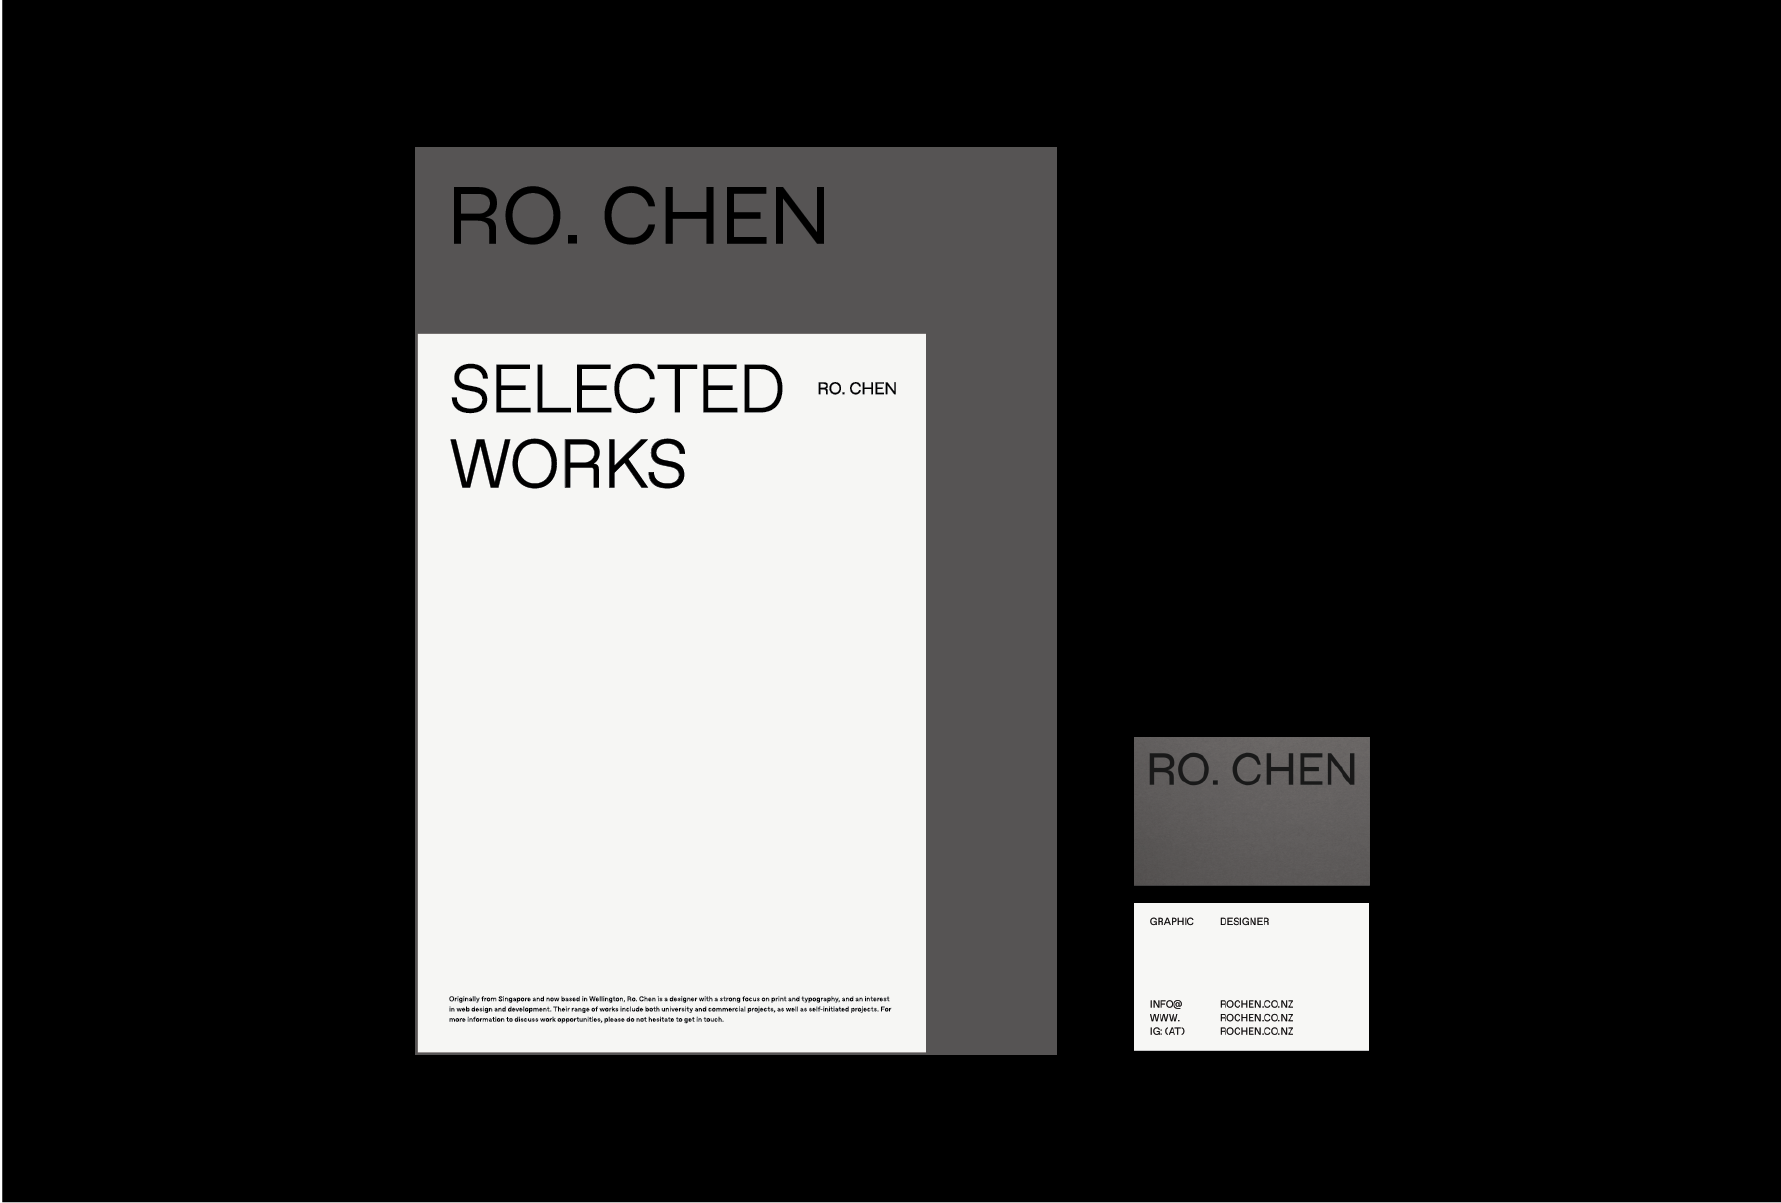 RO. CHEN
SELECTED
WORKS
RO. CHEN
Originally from Singapore and now based in Wellington, Ro. Chen is a designer with a strong focus on print and typography, and an interest
in web design and development. Their range of works include both university and commercial projects, as well as self-initiated projects. For
more information to discuss work opportunities, please do not hesitate to get in touch.
RO. CHEN
GRAPHIC DESIGNER
INFO@ ROCHEN.CO.NZ
WWW. ROCHEN.CO.NZ
IG: (AT) ROCHEN.CO.NZ